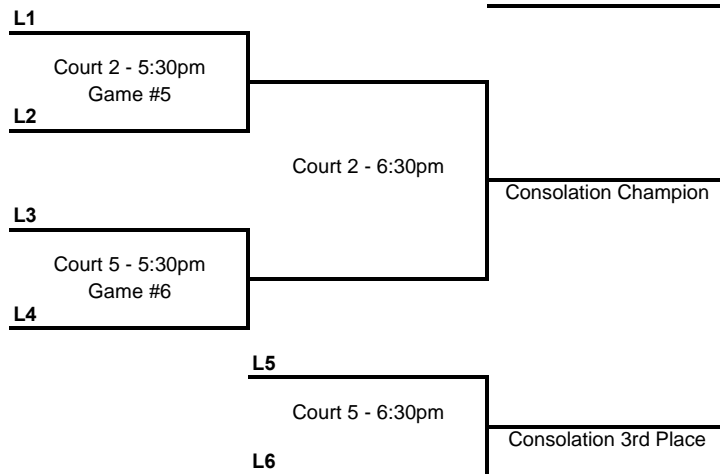 L1
Court 2 - 5:30pm
Game #5
L2
Court 2 - 6:30pm
Consolation Champion
L3
Court 5 - 5:30pm
Game #6
L4
L5
Court 5 - 6:30pm
Consolation 3rd Place
L6